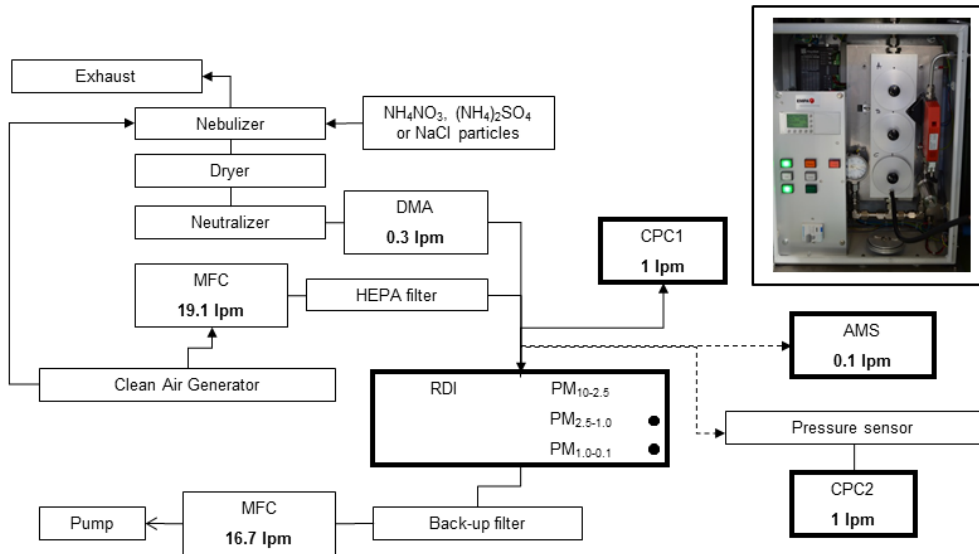 Exhaust
Nebulizer
NH₄NO₃, (NH₄)₂SO₄
or NaCl particles
Dryer
Neutralizer
DMA
0.3 lpm
CPC1
1 lpm
MFC
19.1 lpm
HEPA filter
AMS
0.1 lpm
Clean Air Generator
RDI
PM₁₀₋₂.₅
PM₂.₅₋₁.₀
PM₁.₀₋₀.₁
Pressure sensor
CPC2
1 lpm
MFC
16.7 lpm
Pump
Back-up filter
A
B
C